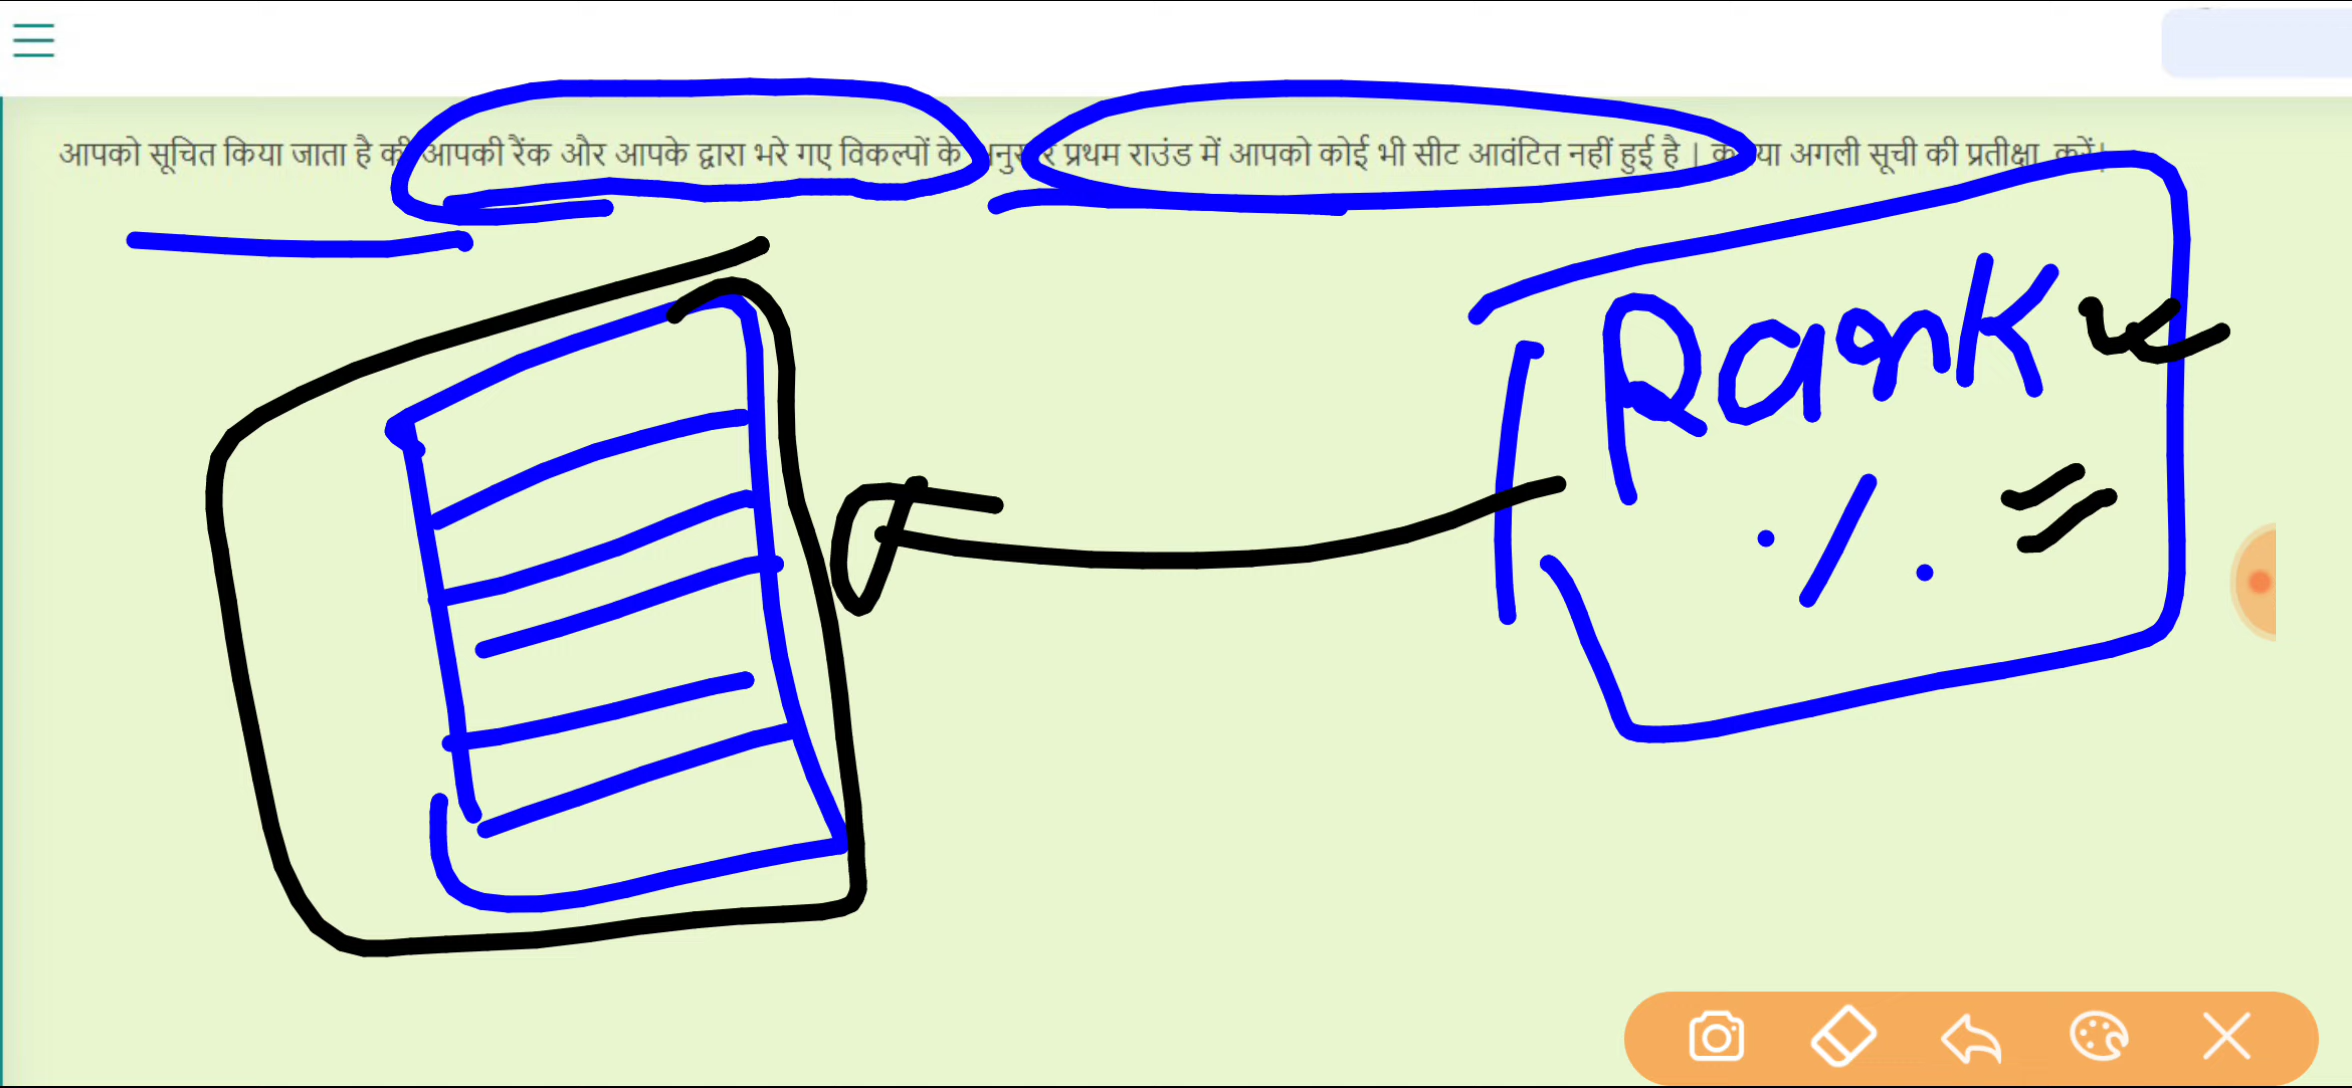 आपको सूचित किया जाता है की आपकी रैंक और आपके द्वारा भरे गए विकल्पों के अनुसार प्रथम राउंड में आपको कोई भी सीट आवंटित नहीं हुई है | कृपया अगली सूची की प्रतीक्षा करें|
Rank
%